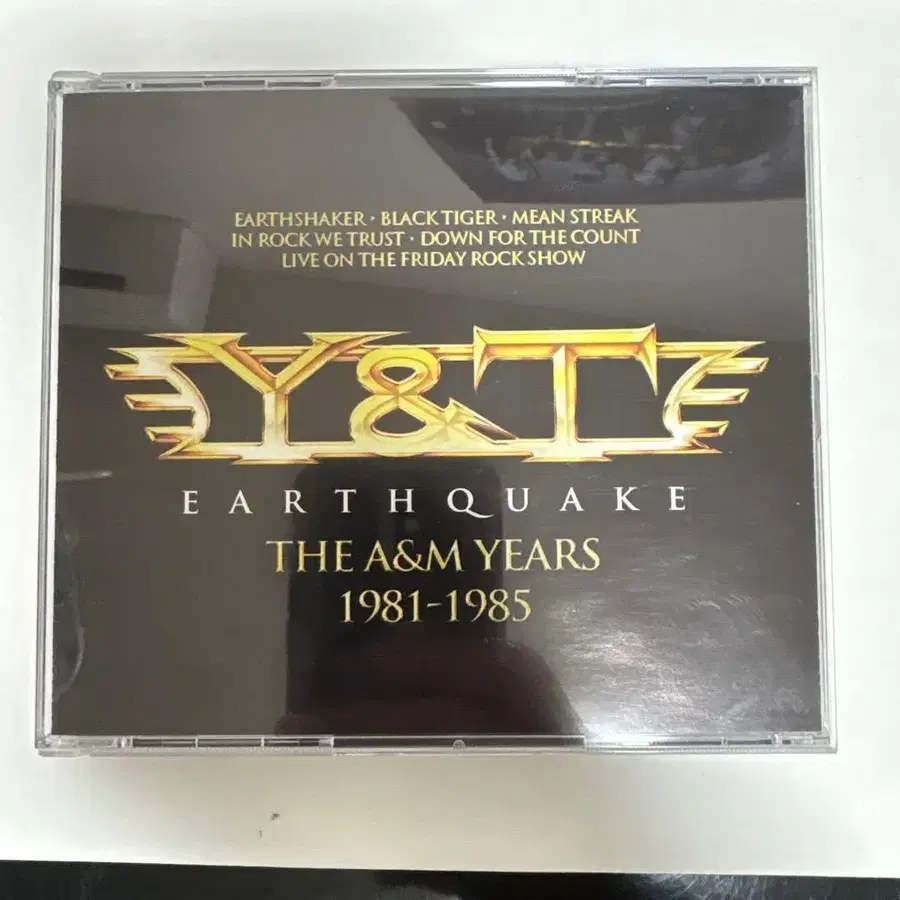 EARTHSHAKER · BLACK TIGER · MEAN STREAK
IN ROCK WE TRUST · DOWN FOR THE COUNT
LIVE ON THE FRIDAY ROCK SHOW
Y&T
EARTHQUAKE
THE A&M YEARS
1981-1985